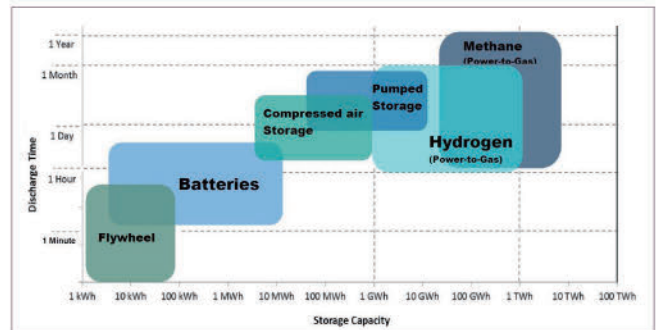 1 Year
Methane
(Power-to-Gas)
1 Month
Pumped
Storage
Compressed air
Storage
1 Day
Hydrogen
(Power-to-Gas)
1 Hour
Batteries
Discharge Time
1 Minute
Flywheel
1 kWh 10 kWh 100 kWh 1 MWh 10 MWh 100 MWh 1 GWh 10 GWh 100 GWh 1 TWh 10 TWh 100 TWh
Storage Capacity